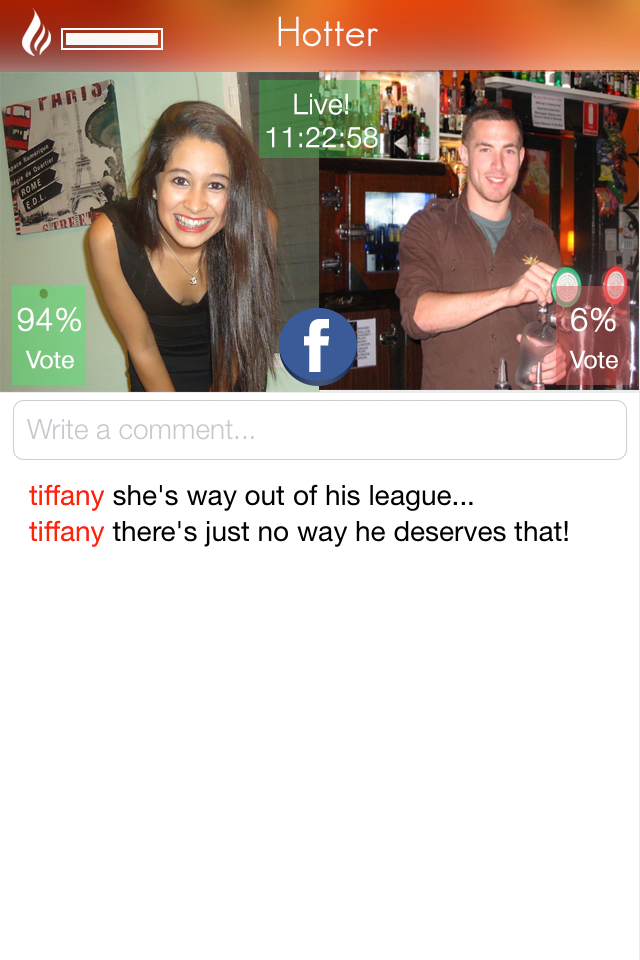 Hotter
Live!
11:22:58
PARIS
ROME
E.D.L.
STREET
94%
Vote
f
6%
Vote
Write a comment...
tiffany she's way out of his league...
tiffany there's just no way he deserves that!